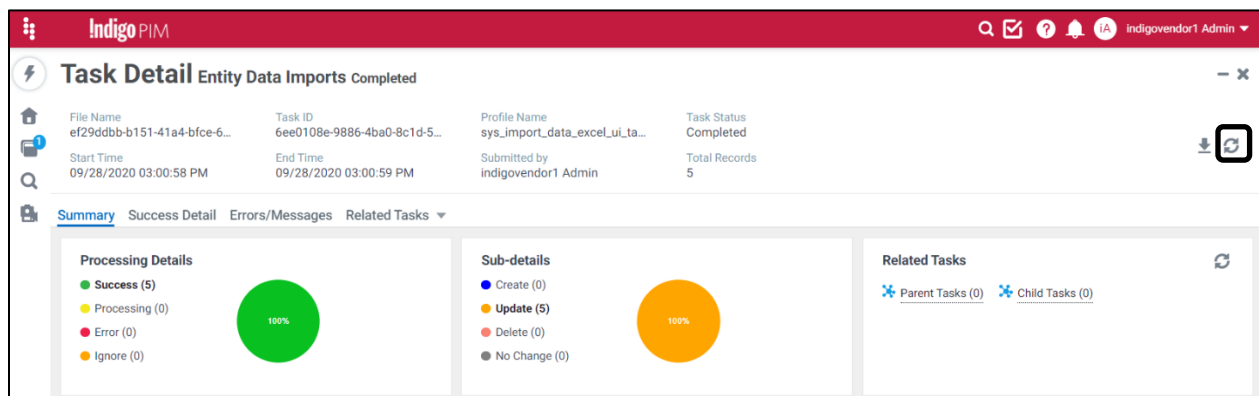 Indigo PIM
iA indigovendor1 Admin
Task Detail Entity Data Imports Completed
File Name Task ID Profile Name Task Status
ef29ddbb-b151-41a4-bfce-6... 6ee0108e-9886-4ba0-8c1d-5... sys_import_data_excel_ui_ta... Completed
Start Time End Time Submitted by Total Records
09/28/2020 03:00:58 PM 09/28/2020 03:00:59 PM indigovendor1 Admin 5
1
Summary Success Detail Errors/Messages Related Tasks
Processing Details
Success (5)
Processing (0)
Error (0)
Ignore (0)
100%
Sub-details
Create (0)
Update (5)
Delete (0)
No Change (0)
100%
Related Tasks
Parent Tasks (0) Child Tasks (0)